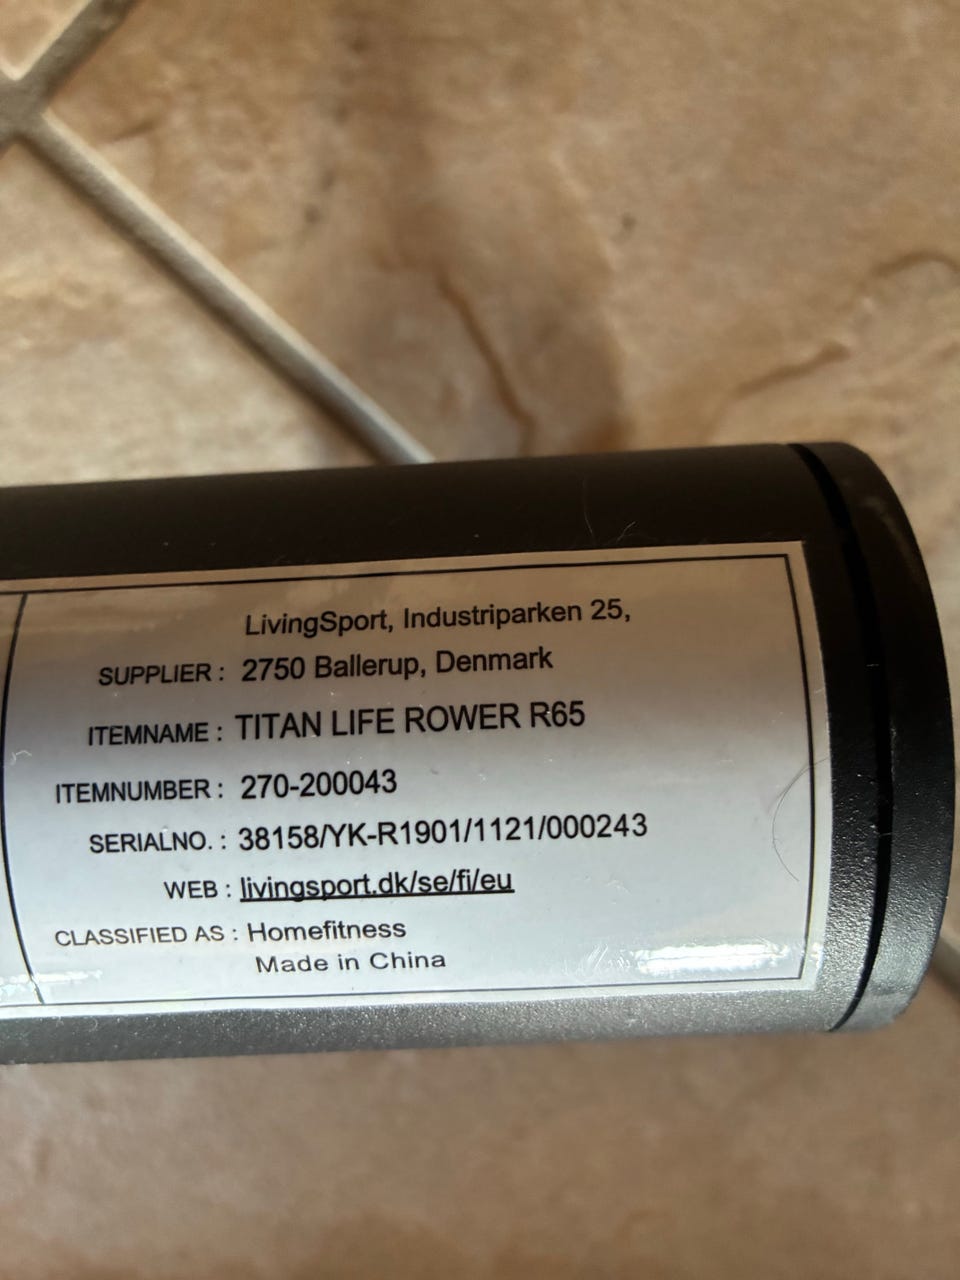 LivingSport, Industriparken 25,
SUPPLIER : 2750 Ballerup, Denmark
ITEMNAME : TITAN LIFE ROWER R65
ITEMNUMBER : 270-200043
SERIALNO. : 38158/YK-R1901/1121/000243
WEB : livingsport.dk/se/fi/eu
CLASSIFIED AS : Homefitness
Made in China